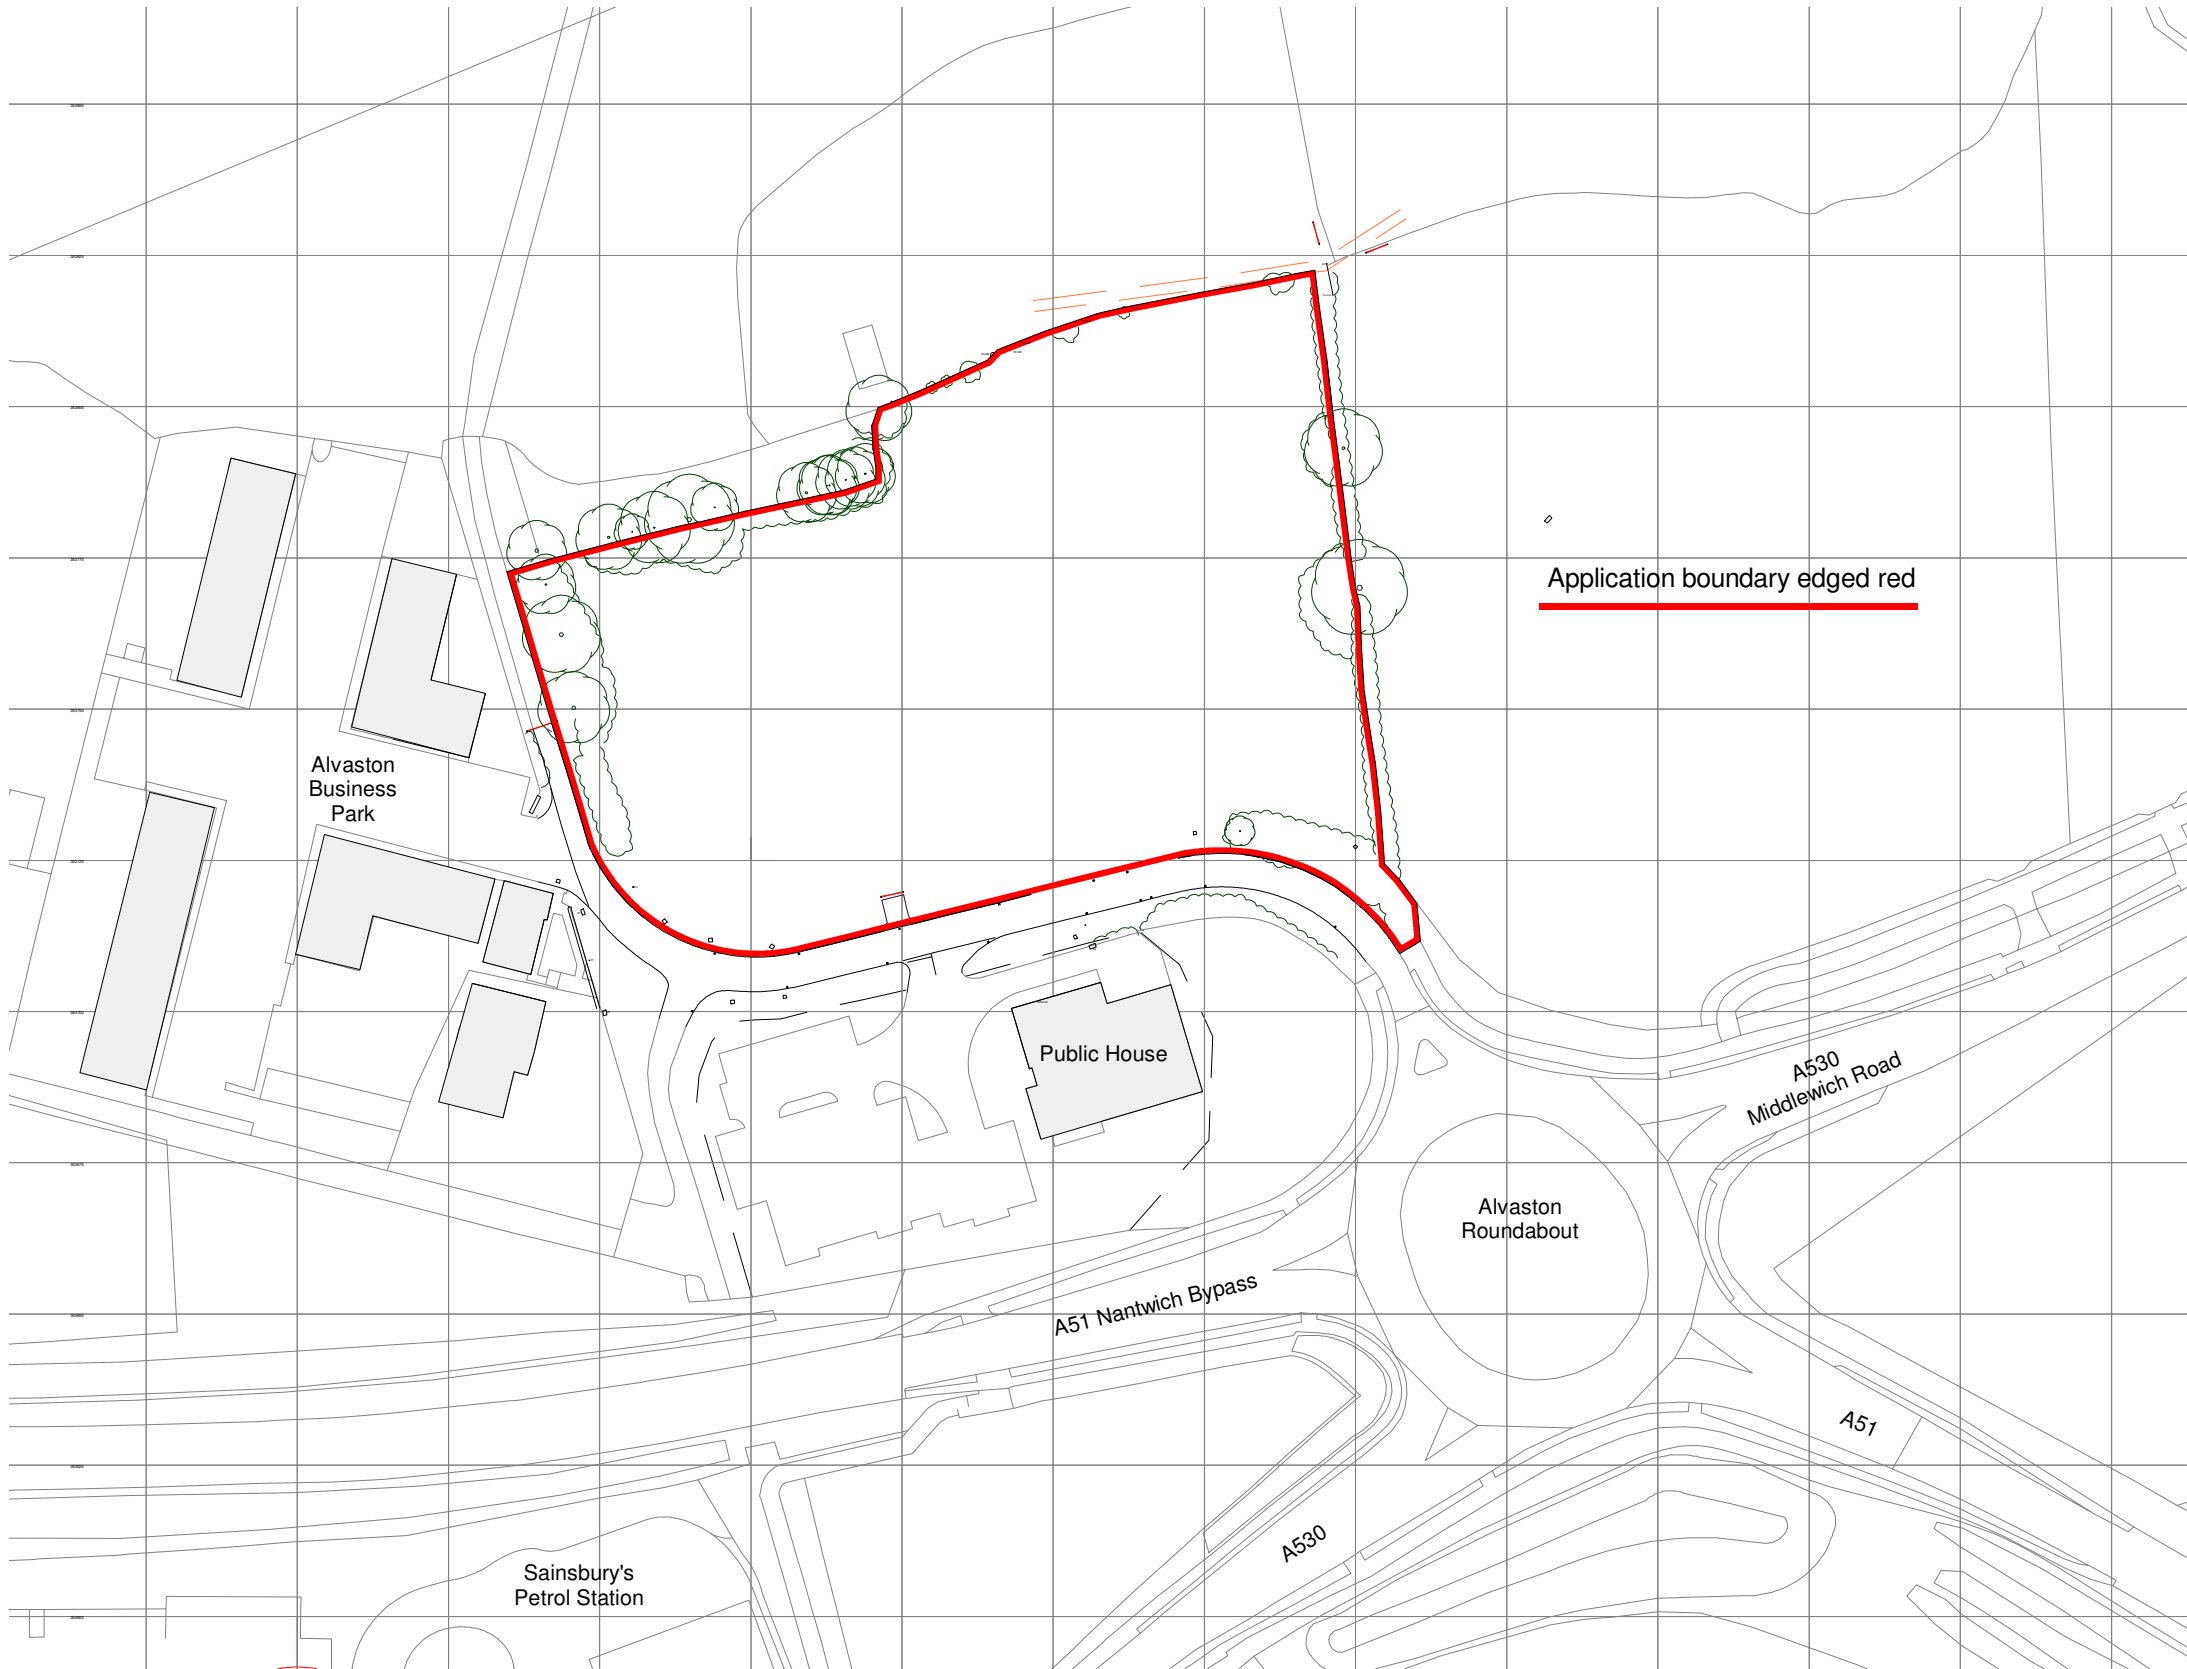 Application boundary edged red
Alvaston
Business
Park
Public House
A530
Middlewich Road
Alvaston
Roundabout
A51 Nantwich Bypass
A51
A530
Sainsbury's
Petrol Station